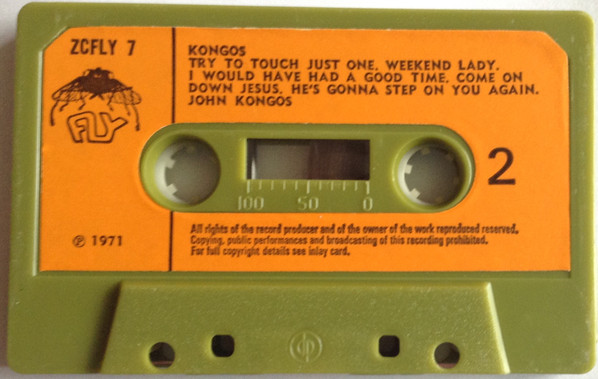 ZCFLY 7
FLY
℗ 1971
KONGOS
TRY TO TOUCH JUST ONE, WEEKEND LADY.
I WOULD HAVE HAD A GOOD TIME, COME ON
DOWN JESUS, HE'S GONNA STEP ON YOU AGAIN.
JOHN KONGOS
2
100 50 0
All rights of the record producer and of the owner of the work reproduced reserved.
Copying, public performances and broadcasting of this recording prohibited.
For full copyright details see inlay card.